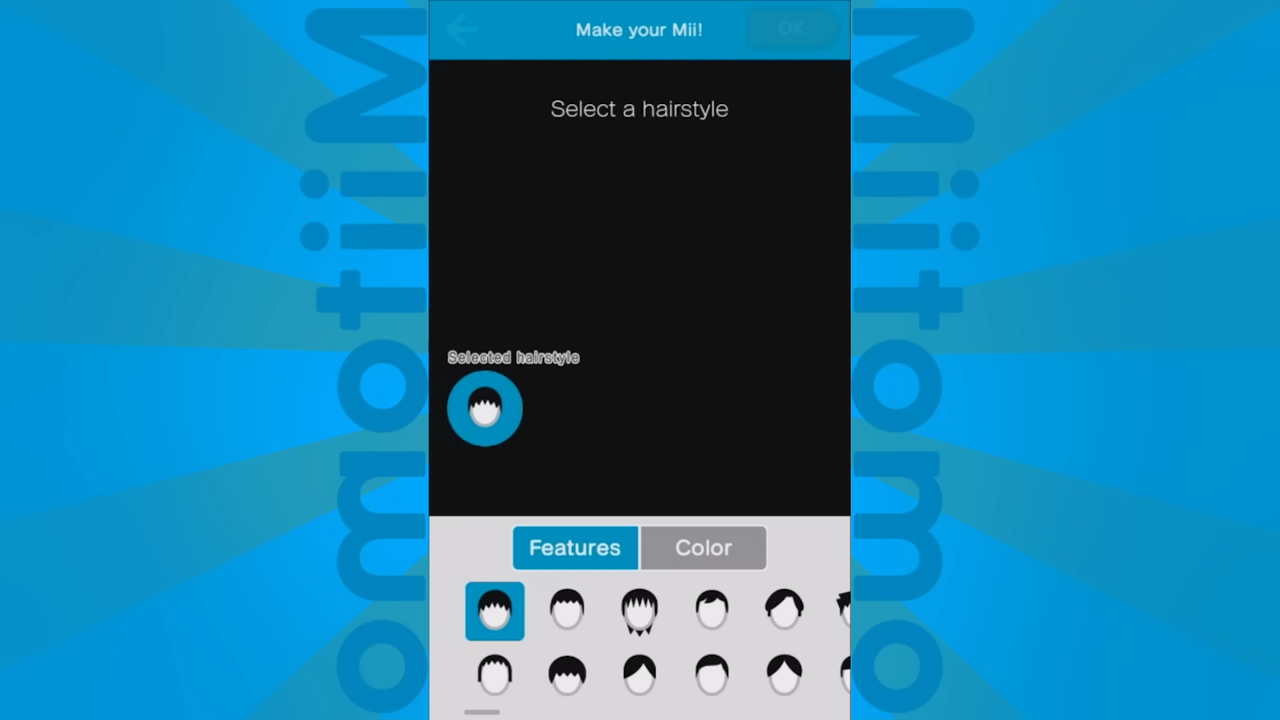 Make your Mii!
OK
Select a hairstyle
Selected hairstyle
Features
Color
Miitomo
Miitomo